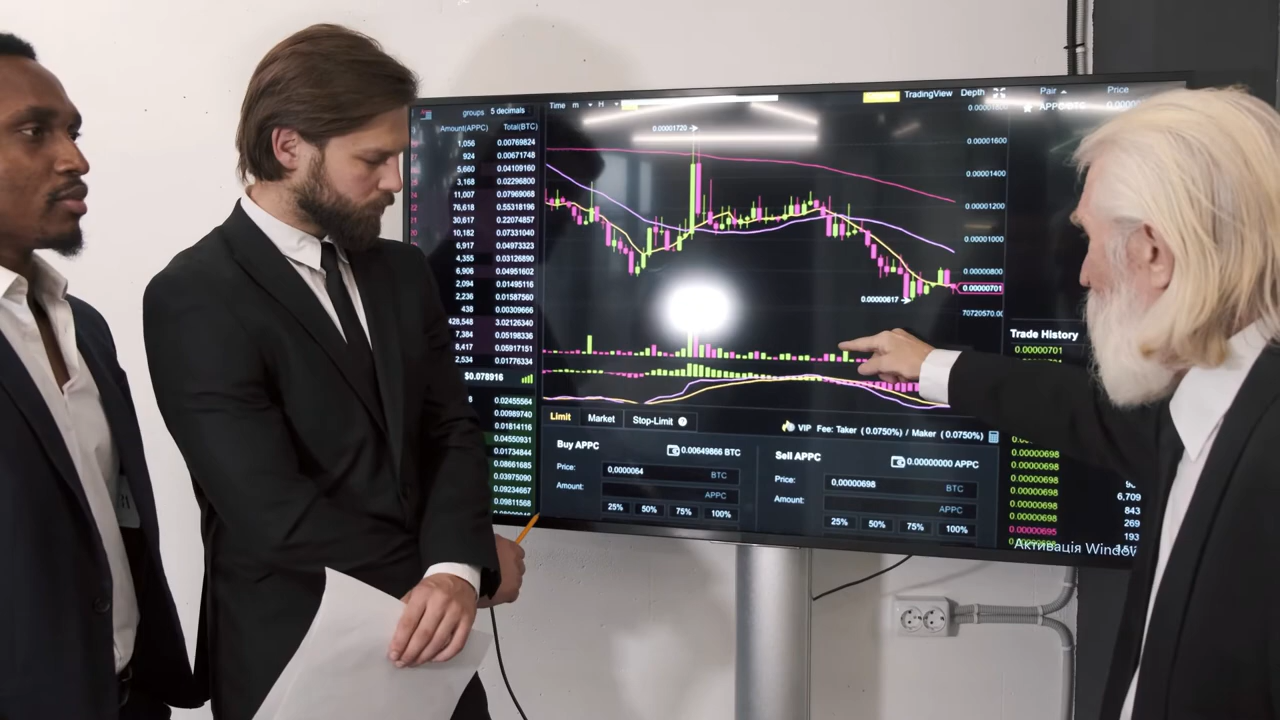 groups 5 decimals
Amount(APPC) Total(BTC)
1,056 0.00769824
924 0.00671748
5,660 0.04109160
3,168 0.02296800
11,007 0.07969068
76,618 0.55318196
30,617 0.22074857
10,182 0.07331040
6,917 0.04973323
4,355 0.03126890
6,906 0.04951602
2,094 0.01495116
2,236 0.01587560
438 0.00309666
428,548 3.02126340
7,384 0.05198336
8,417 0.05917151
2,534 0.01776334
$0.078916
0.02455564
0.00989740
0.01814116
0.04550931
0.01734844
0.08661685
0.03975090
0.09234667
0.09811568
Time m H
TradingView Depth
0.00001720
0.00001800
0.00001600
0.00001400
0.00001200
0.00001000
0.00000800
0.00000701
0.00000617
70720570.00
Limit Market Stop-Limit ?
VIP Fee: Taker (0.0750%) / Maker (0.0750%)
Buy APPC 0.00649866 BTC
Price: 0,0000064 BTC
Amount: APPC
25% 50% 75% 100%
Sell APPC 0.00000000 APPC
Price: 0,00000698 BTC
Amount: APPC
25% 50% 75% 100%
Pair Price
APPC/BTC
Trade History
0.00000701
0.00000698
0.00000698
0.00000698 6,709
0.00000698 843
0.00000698 269
0.00000695 193
Активація Window